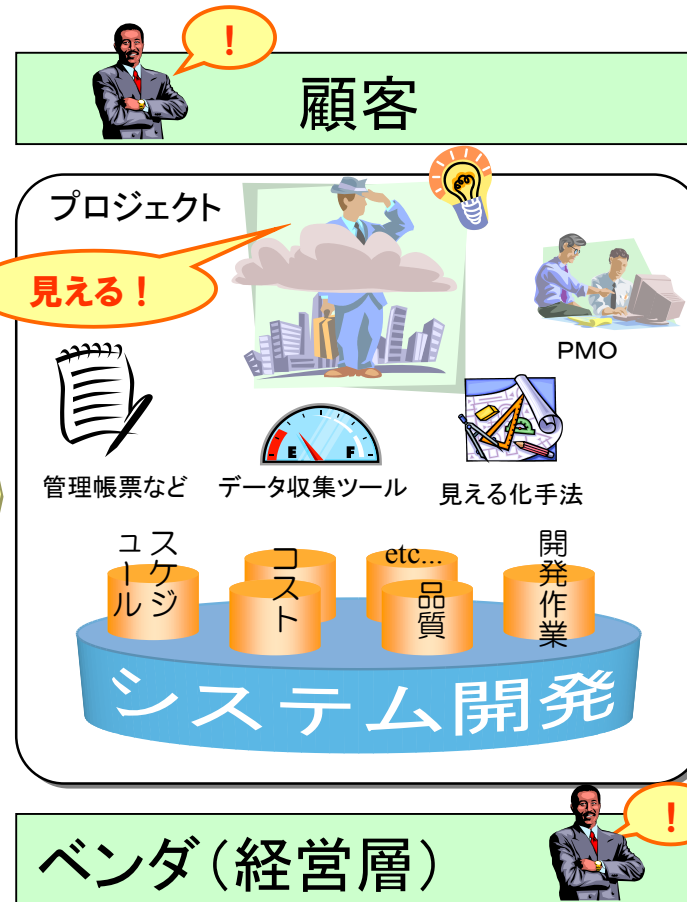 !
顧客
プロジェクト
見える!
PMO
管理帳票など
データ収集ツール
見える化手法
E F
スケジュール
コスト
etc...
品質
開発作業
システム開発
ベンダ(経営層)
!